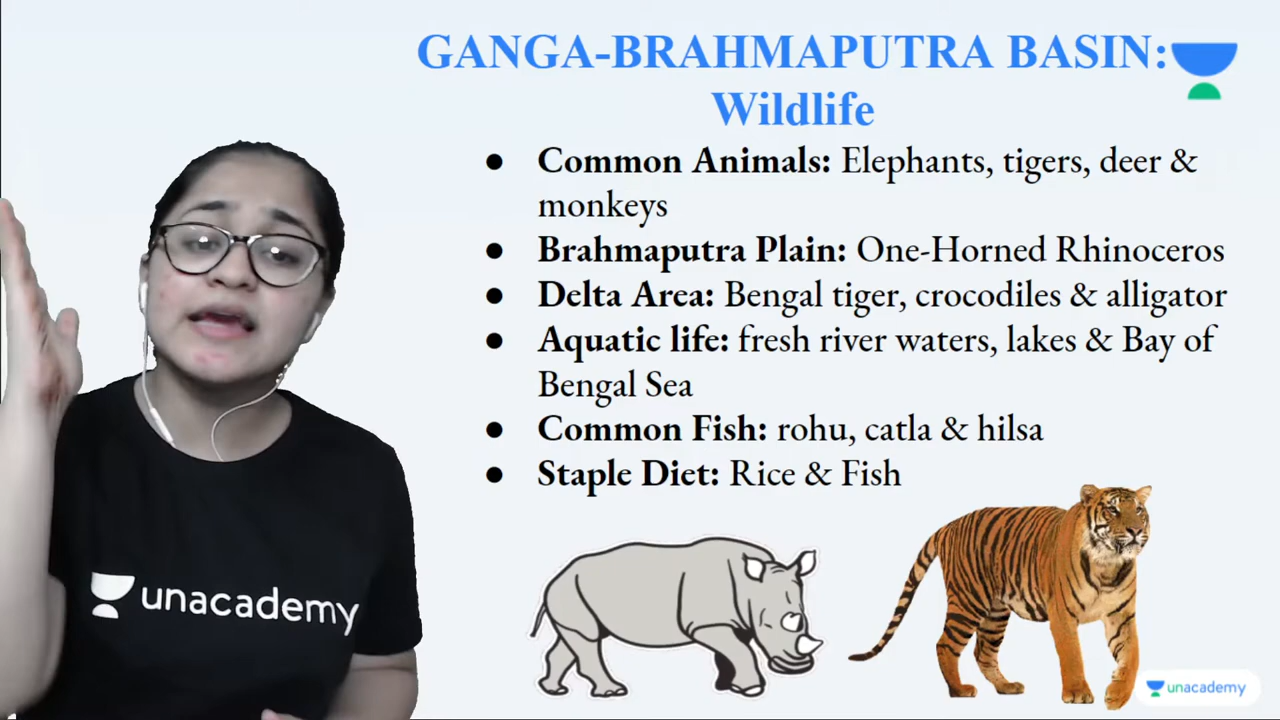 GANGA-BRAHMAPUTRA BASIN:
Wildlife
● Common Animals: Elephants, tigers, deer &
monkeys
● Brahmaputra Plain: One-Horned Rhinoceros
● Delta Area: Bengal tiger, crocodiles & alligator
● Aquatic life: fresh river waters, lakes & Bay of
Bengal Sea
● Common Fish: rohu, catla & hilsa
● Staple Diet: Rice & Fish
unacademy
unacademy